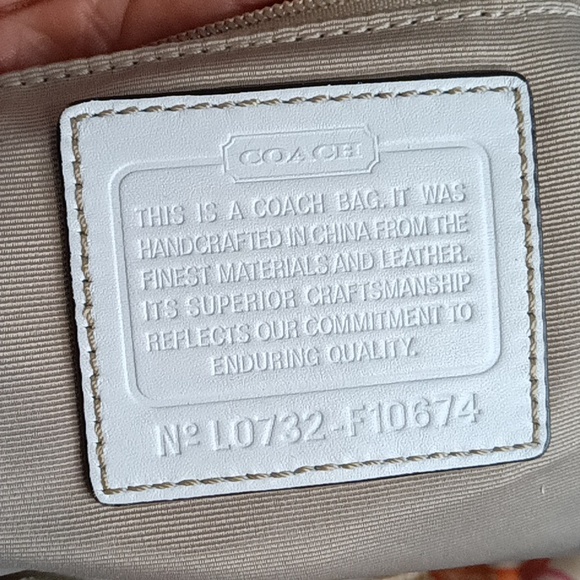 COACH
THIS IS A COACH BAG. IT WAS
HANDCRAFTED IN CHINA FROM THE
FINEST MATERIALS AND LEATHER.
ITS SUPERIOR CRAFTSMANSHIP
REFLECTS OUR COMMITMENT TO
ENDURING QUALITY.
Nº L0732-F10674